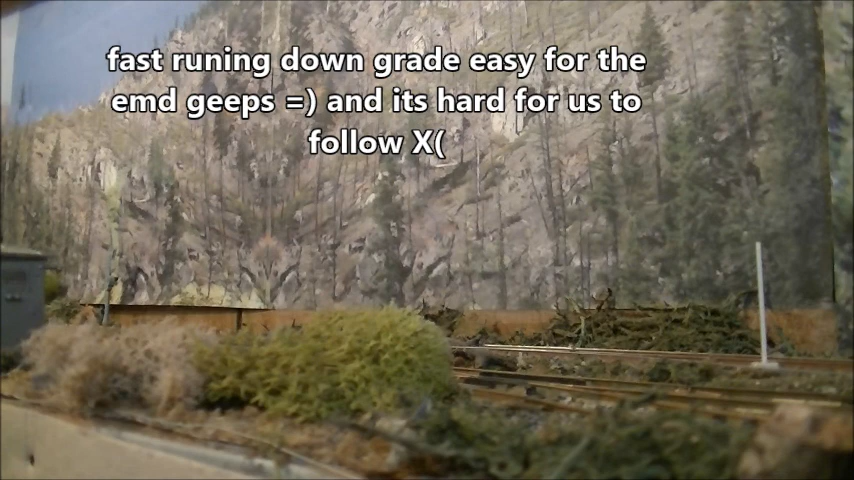 fast runing down grade easy for the
emd geeps =) and its hard for us to
follow X(